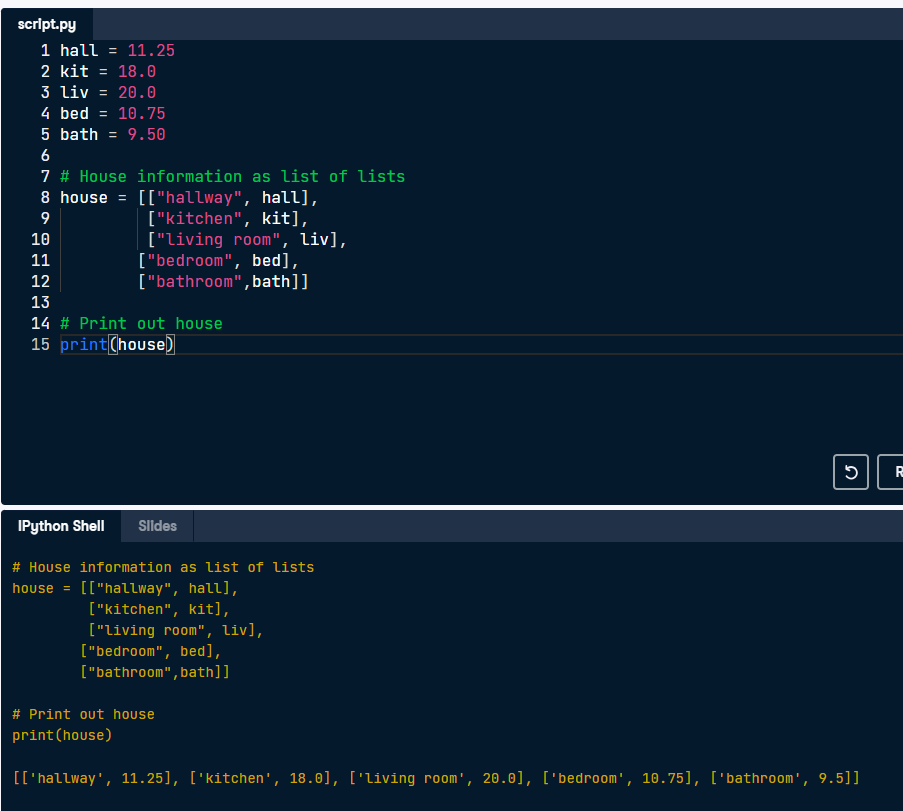 script.py
1 hall = 11.25
2 kit = 18.0
3 liv = 20.0
4 bed = 10.75
5 bath = 9.50
6
7 # House information as list of lists
8 house = [["hallway", hall],
9          ["kitchen", kit],
10          ["living room", liv],
11         ["bedroom", bed],
12         ["bathroom",bath]]
13
14 # Print out house
15 print(house)
R
IPython Shell Slides
# House information as list of lists
house = [["hallway", hall],
         ["kitchen", kit],
         ["living room", liv],
        ["bedroom", bed],
        ["bathroom",bath]]
# Print out house
print(house)
[['hallway', 11.25], ['kitchen', 18.0], ['living room', 20.0], ['bedroom', 10.75], ['bathroom', 9.5]]